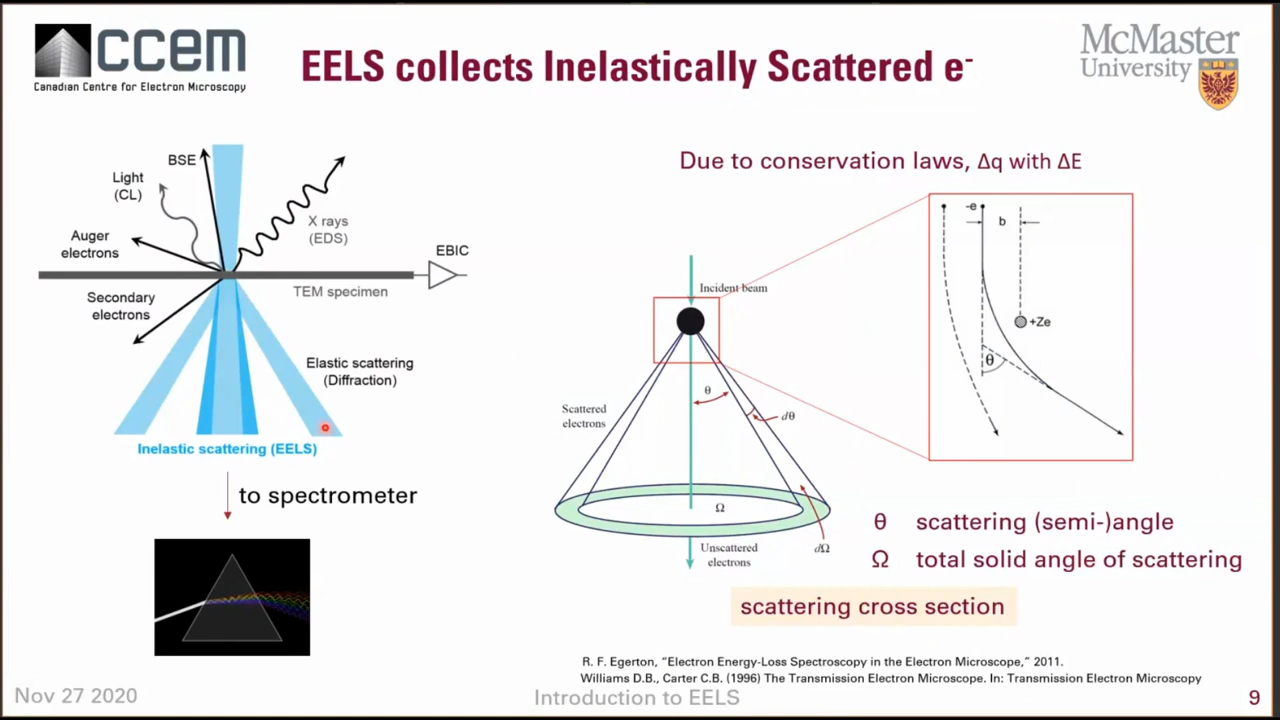 ccem
Canadian Centre for Electron Microscopy
EELS collects Inelastically Scattered e-
McMaster
University
BSE
Light
(CL)
X rays
(EDS)
Auger
electrons
EBIC
TEM specimen
Secondary
electrons
Elastic scattering
(Diffraction)
Inelastic scattering (EELS)
to spectrometer
Due to conservation laws, Δq with ΔE
Incident beam
θ
dθ
Scattered
electrons
Ω
dΩ
Unscattered
electrons
-e
b
+Ze
θ
θ scattering (semi-)angle
Ω total solid angle of scattering
scattering cross section
R. F. Egerton, “Electron Energy-Loss Spectroscopy in the Electron Microscope,” 2011.
Williams D.B., Carter C.B. (1996) The Transmission Electron Microscope. In: Transmission Electron Microscopy
Nov 27 2020
Introduction to EELS
9